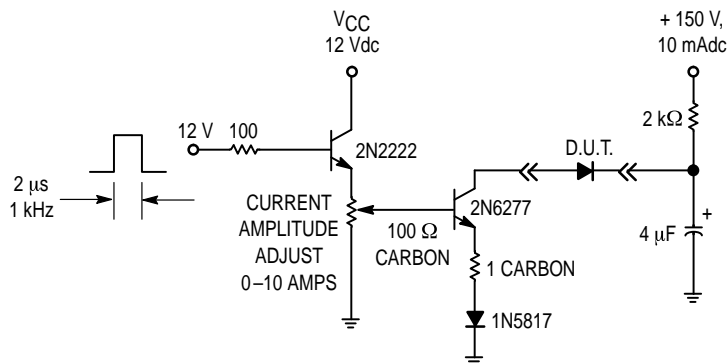 VCC
12 Vdc
+ 150 V,
10 mAdc
2 kΩ
12 V
100
2N2222
D.U.T.
2 μs
1 kHz
CURRENT
AMPLITUDE
ADJUST
0–10 AMPS
100 Ω
CARBON
2N6277
+
4 μF
1 CARBON
1N5817